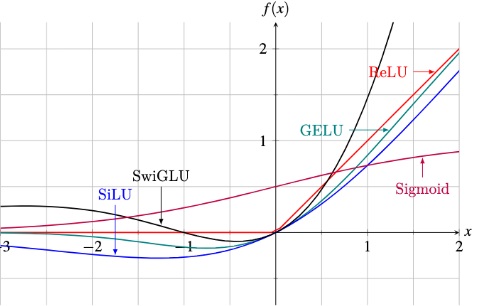 f(x)
2
ReLU
GELU
1
SwiGLU
SiLU
Sigmoid
x
-3 −2 −1 1 2